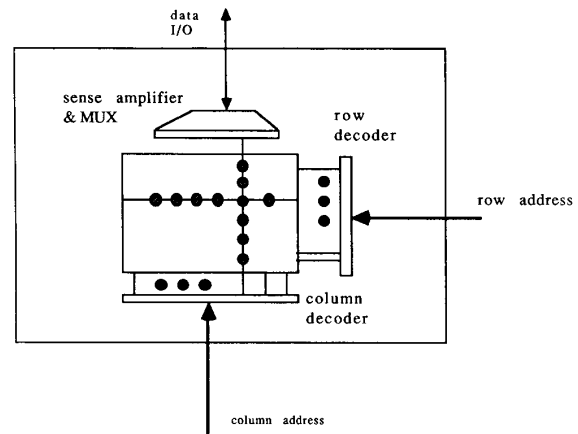 data
I/O
sense amplifier
& MUX
row
decoder
row address
column
decoder
column address